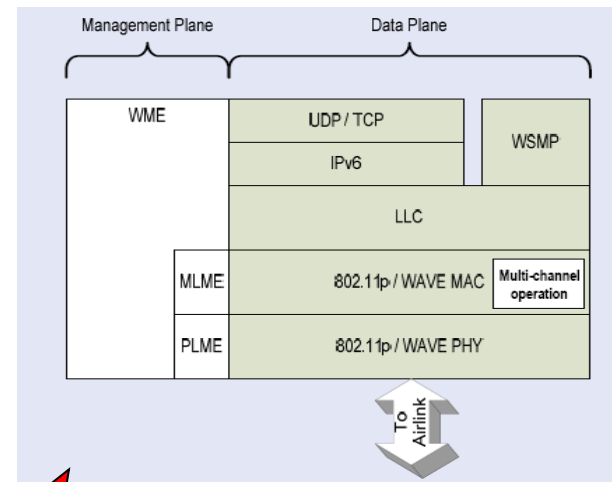 Management Plane
Data Plane
WME
UDP / TCP
WSMP
IPv6
LLC
MLME
802.11p / WAVE MAC
Multi-channel
operation
PLME
802.11p / WAVE PHY
To
Airlink